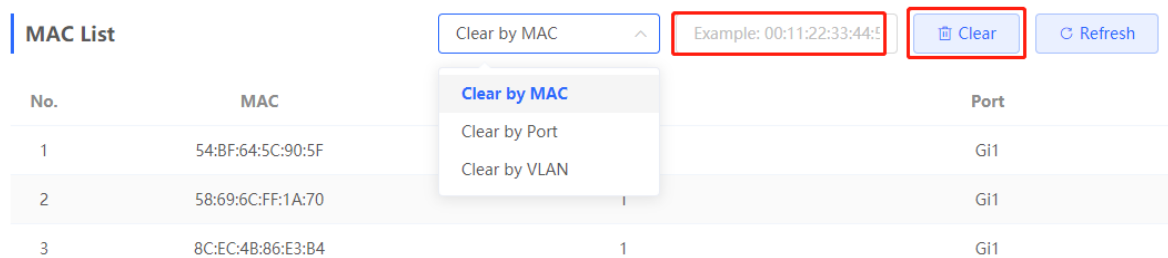 MAC List Clear by MAC Example: 00:11:22:33:44:5 Clear Refresh
Clear by MAC
No. MAC Port
Clear by Port
1 54:BF:64:5C:90:5F Gi1
Clear by VLAN
2 58:69:6C:FF:1A:70 1 Gi1
3 8C:EC:4B:86:E3:B4 1 Gi1